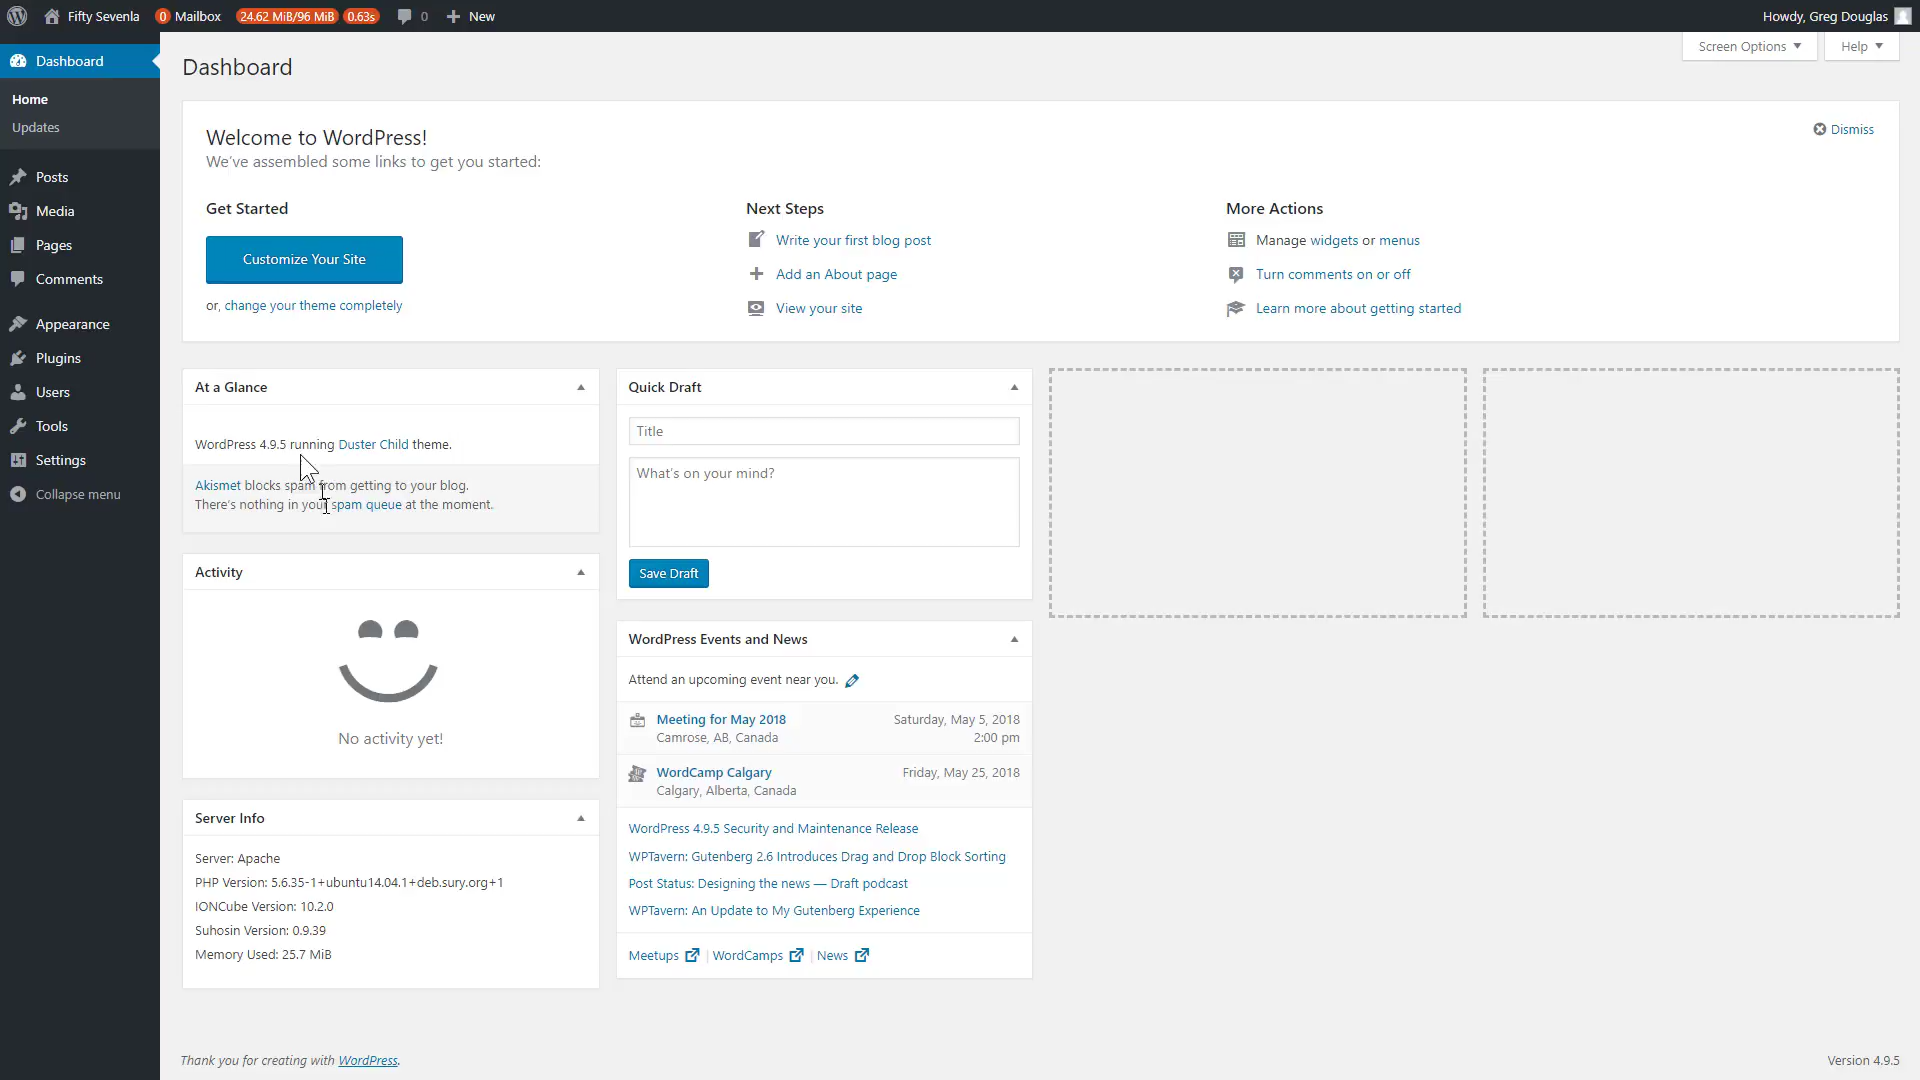 Fifty Sevenla
0 Mailbox
24.62 MiB/96 MiB 0.63s
0
New
Howdy, Greg Douglas
Dashboard
Home
Updates
Posts
Media
Pages
Comments
Appearance
Plugins
Users
Tools
Settings
Collapse menu
Screen Options
Help
Dashboard
Welcome to WordPress!
We've assembled some links to get you started:
Dismiss
Get Started
Customize Your Site
or, change your theme completely
Next Steps
Write your first blog post
Add an About page
View your site
More Actions
Manage widgets or menus
Turn comments on or off
Learn more about getting started
At a Glance
WordPress 4.9.5 running Duster Child theme.
Akismet blocks spam from getting to your blog.
There's nothing in your spam queue at the moment.
Activity
No activity yet!
Server Info
Server: Apache
PHP Version: 5.6.35-1+ubuntu14.04.1+deb.sury.org+1
IONCube Version: 10.2.0
Suhosin Version: 0.9.39
Memory Used: 25.7 MiB
Quick Draft
Title
What's on your mind?
Save Draft
WordPress Events and News
Attend an upcoming event near you.
Meeting for May 2018 Saturday, May 5, 2018
Camrose, AB, Canada 2:00 pm
WordCamp Calgary Friday, May 25, 2018
Calgary, Alberta, Canada
WordPress 4.9.5 Security and Maintenance Release
WPTavern: Gutenberg 2.6 Introduces Drag and Drop Block Sorting
Post Status: Designing the news — Draft podcast
WPTavern: An Update to My Gutenberg Experience
Meetups | WordCamps | News
Thank you for creating with WordPress.
Version 4.9.5